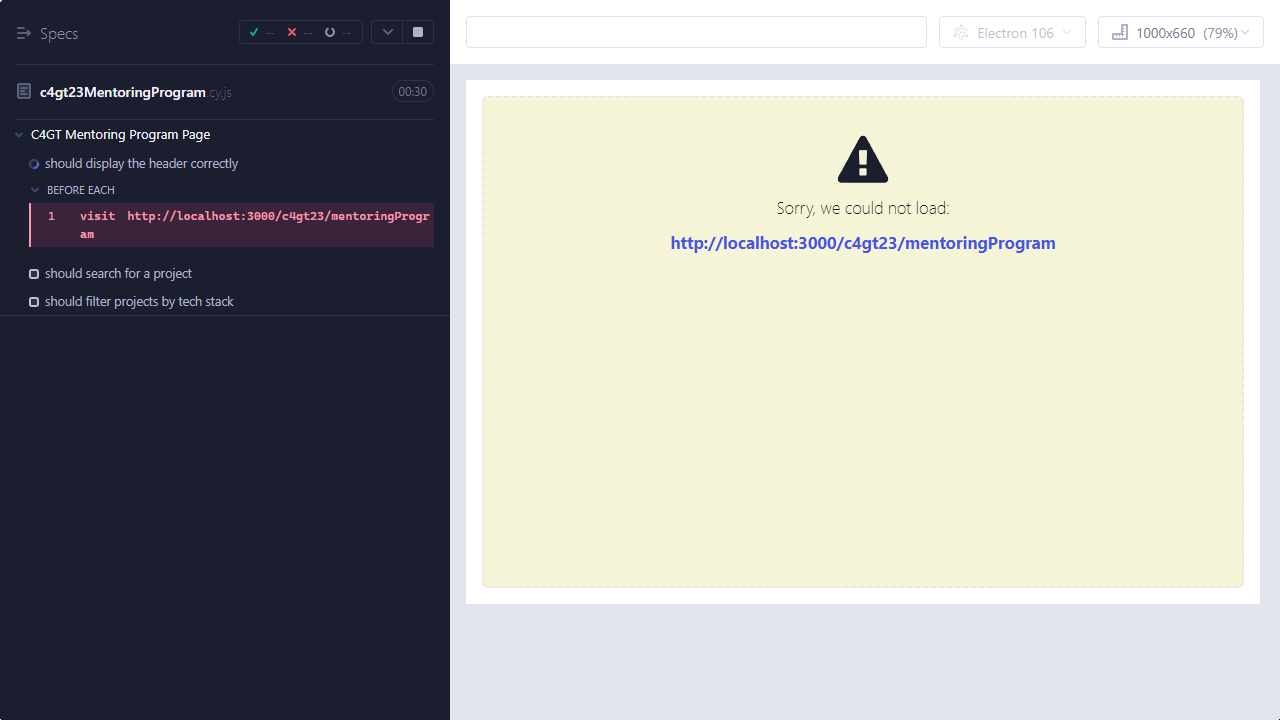 Specs
-- -- --
c4gt23MentoringProgram.cy.js 00:30
C4GT Mentoring Program Page
should display the header correctly
BEFORE EACH
1 visit http://localhost:3000/c4gt23/mentoringProgr
am
should search for a project
should filter projects by tech stack
Electron 106
1000x660 (79%)
Sorry, we could not load:
http://localhost:3000/c4gt23/mentoringProgram